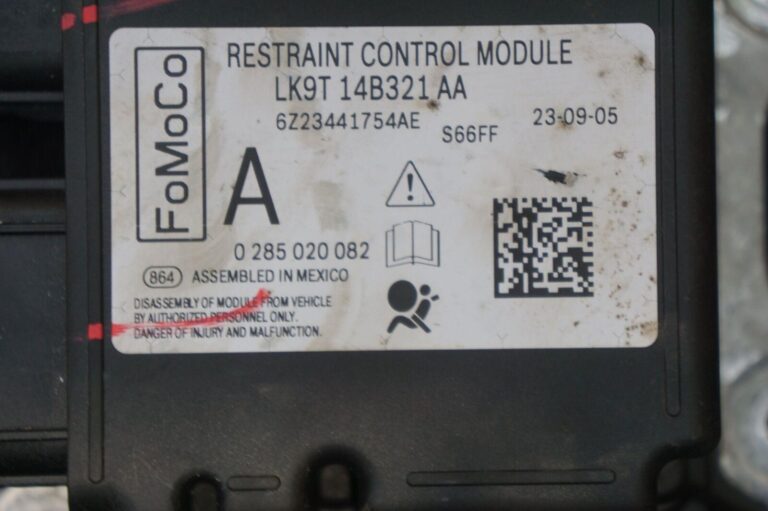 FoMoCo
RESTRAINT CONTROL MODULE
LK9T 14B321 AA
6Z23441754AE S66FF 23-09-05
A
0 285 020 082
864 ASSEMBLED IN MEXICO
DISASSEMBLY OF MODULE FROM VEHICLE
BY AUTHORIZED PERSONNEL ONLY.
DANGER OF INJURY AND MALFUNCTION.